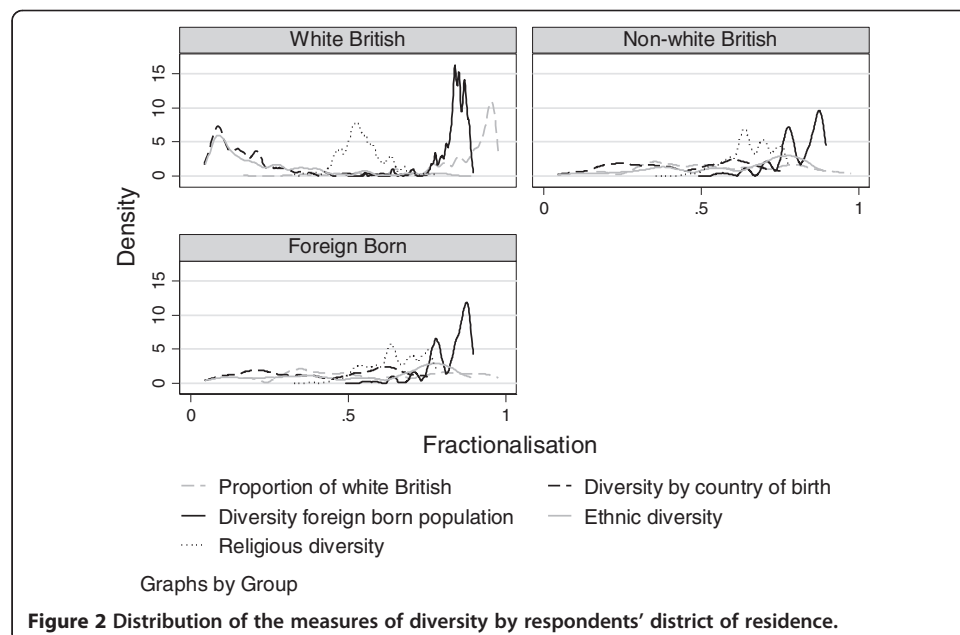 White British
Non-white British
15
10
5
0
0
.5
1
Density
Foreign Born
15
10
5
0
0
.5
1
Fractionalisation
Proportion of white British
Diversity by country of birth
Diversity foreign born population
Ethnic diversity
Religious diversity
Graphs by Group
Figure 2 Distribution of the measures of diversity by respondents' district of residence.